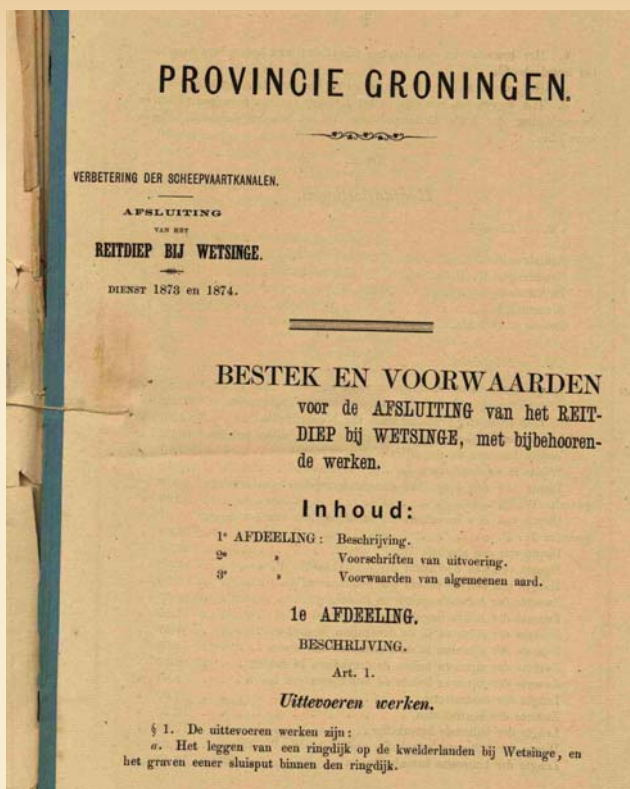 PROVINCIE GRONINGEN.
VERBETERING DER SCHEEPVAARTKANALEN.
AFSLUITING
VAN HET
REITDIEP BIJ WETSINGE.
DIENST 1873 en 1874.
BESTEK EN VOORWAARDEN
voor de AFSLUITING van het REIT-
DIEP bij WETSINGE, met bijbehooren-
de werken.
Inhoud:
1e AFDEELING: Beschrijving.
2e " Voorschriften van uitvoering.
3e " Voorwaarden van algemeenen aard.
1e AFDEELING.
BESCHRIJVING.
Art. 1.
Uittevoeren werken.
§ 1. De uittevoeren werken zijn:
a. Het leggen van een ringdijk op de kwelderlanden bij Wetsinge, en
het graven eener sluisput binnen den ringdijk.